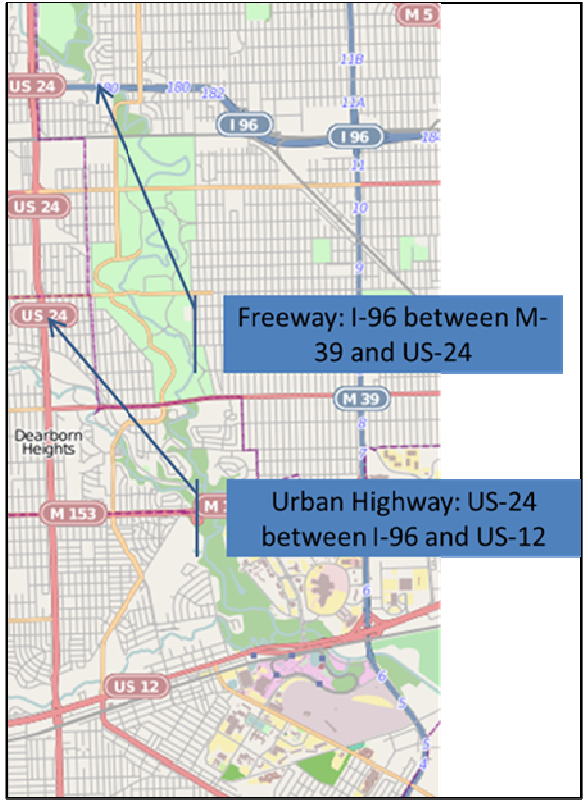 M 5
11B
US 24
180
182
11A
I 96
I 96
18
11
US 24
10
9
US 24
Freeway: I-96 between M-
39 and US-24
M 39
8
Dearborn
Heights
7
Urban Highway: US-24
between I-96 and US-12
M 153
M
6
US 12
6
5
5
4